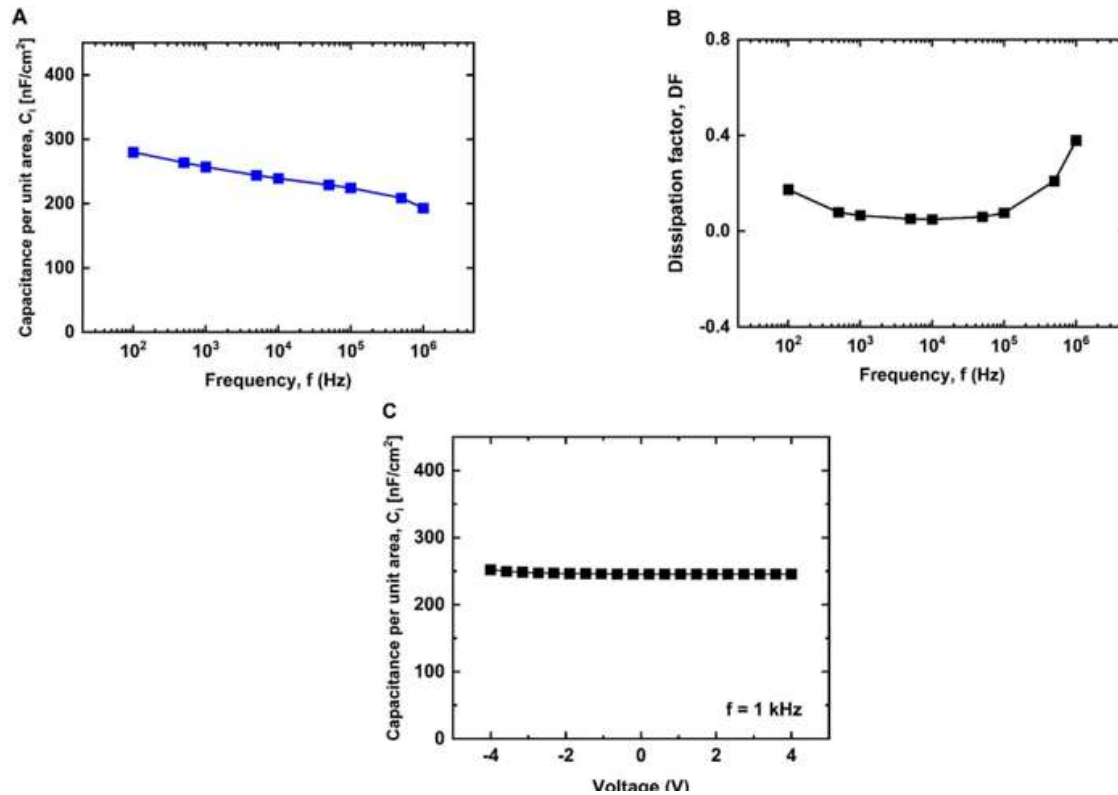 A
Capacitance per unit area, Cᵢ [nF/cm²]
400
300
200
100
0
10² 10³ 10⁴ 10⁵ 10⁶
Frequency, f (Hz)
B
Dissipation factor, DF
0.8
0.4
0.0
-0.4
10² 10³ 10⁴ 10⁵ 10⁶
Frequency, f (Hz)
C
Capacitance per unit area, Cᵢ [nF/cm²]
400
300
200
100
0
f = 1 kHz
-4 -2 0 2 4
Voltage (V)